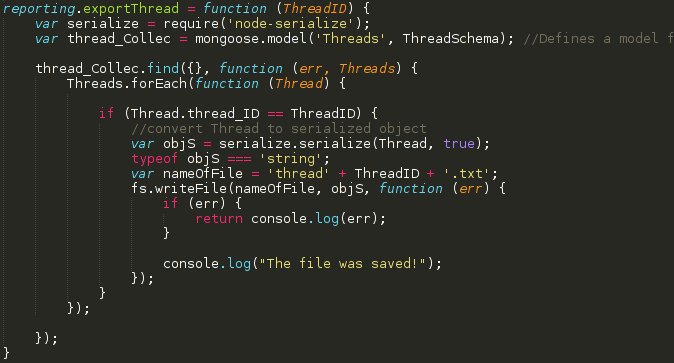 reporting.exportThread = function (ThreadID) {
    var serialize = require('node-serialize');
    var thread_Collec = mongoose.model('Threads', ThreadSchema); //Defines a model f

    thread_Collec.find({}, function (err, Threads) {
        Threads.forEach(function (Thread) {

            if (Thread.thread_ID == ThreadID) {
                //convert Thread to serialized object
                var objS = serialize.serialize(Thread, true);
                typeof objS === 'string';
                var nameOfFile = 'thread' + ThreadID + '.txt';
                fs.writeFile(nameOfFile, objS, function (err) {
                    if (err) {
                        return console.log(err);
                    }

                    console.log("The file was saved!");
                });
            }
        });

    });
}